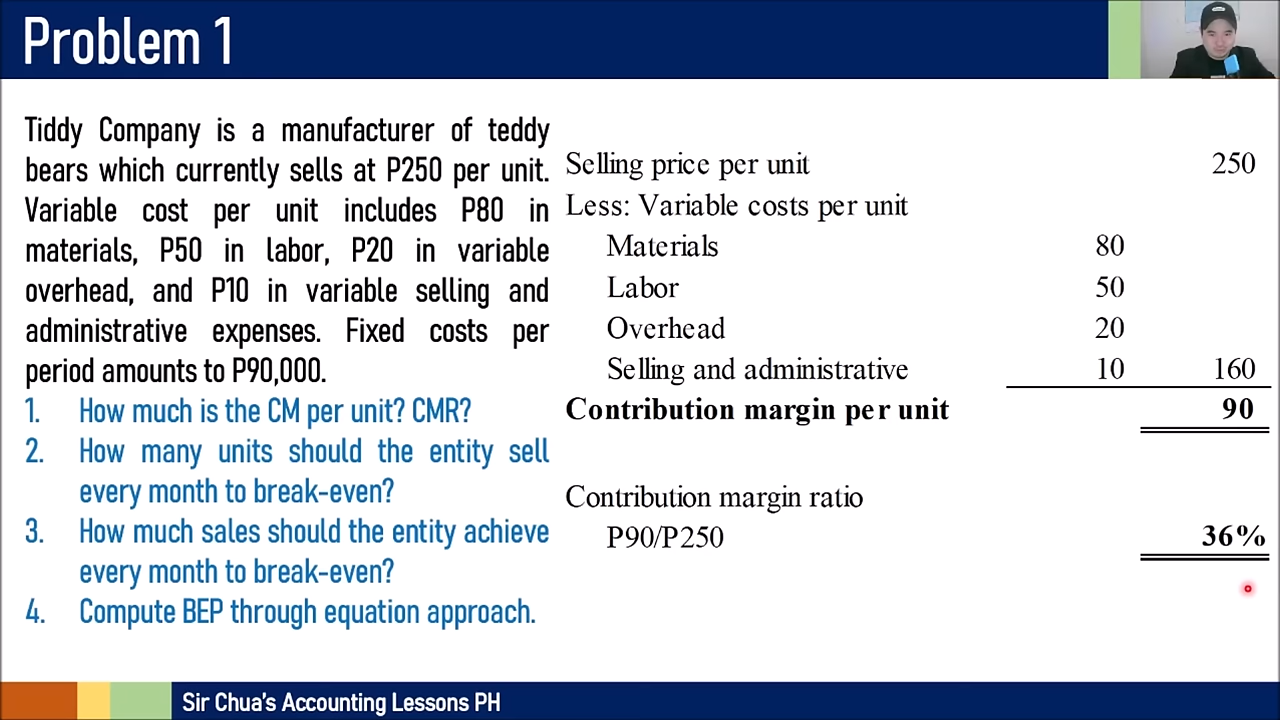 Problem 1
Tiddy Company is a manufacturer of teddy
bears which currently sells at P250 per unit.
Variable cost per unit includes P80 in
materials, P50 in labor, P20 in variable
overhead, and P10 in variable selling and
administrative expenses. Fixed costs per
period amounts to P90,000.
1. How much is the CM per unit? CMR?
2. How many units should the entity sell
every month to break-even?
3. How much sales should the entity achieve
every month to break-even?
4. Compute BEP through equation approach.
Selling price per unit 250
Less: Variable costs per unit
Materials 80
Labor 50
Overhead 20
Selling and administrative 10 160
Contribution margin per unit 90
Contribution margin ratio
P90/P250 36%
Sir Chua's Accounting Lessons PH